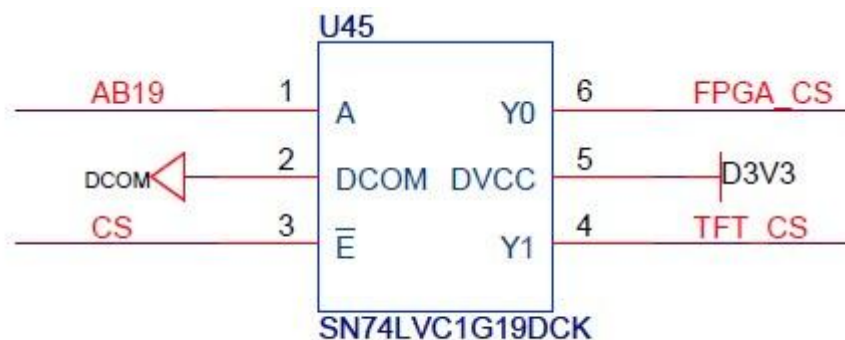 U45
AB19 1 A Y0 6 FPGA_CS
DCOM 2 DCOM DVCC 5 D3V3
CS 3 E̅ Y1 4 TFT_CS
SN74LVC1G19DCK